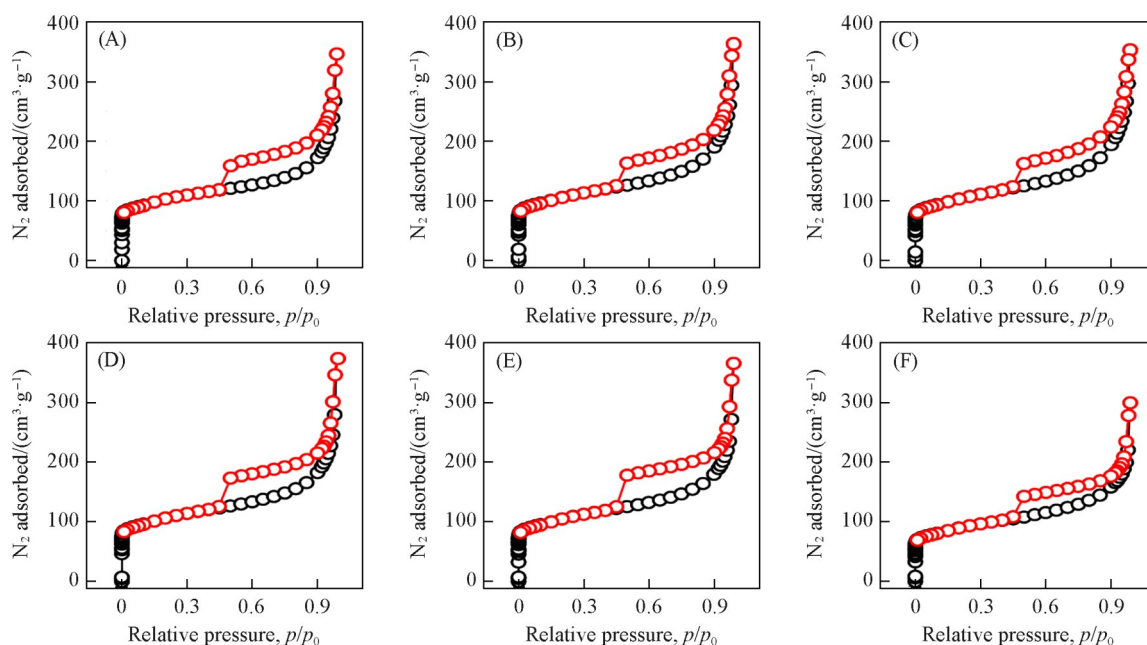 (A)
400
300
200
100
0
N₂ adsorbed/(cm³·g⁻¹)
0 0.3 0.6 0.9
Relative pressure, p/p₀
(B)
400
300
200
100
0
N₂ adsorbed/(cm³·g⁻¹)
0 0.3 0.6 0.9
Relative pressure, p/p₀
(C)
400
300
200
100
0
N₂ adsorbed/(cm³·g⁻¹)
0 0.3 0.6 0.9
Relative pressure, p/p₀
(D)
400
300
200
100
0
N₂ adsorbed/(cm³·g⁻¹)
0 0.3 0.6 0.9
Relative pressure, p/p₀
(E)
400
300
200
100
0
N₂ adsorbed/(cm³·g⁻¹)
0 0.3 0.6 0.9
Relative pressure, p/p₀
(F)
400
300
200
100
0
N₂ adsorbed/(cm³·g⁻¹)
0 0.3 0.6 0.9
Relative pressure, p/p₀